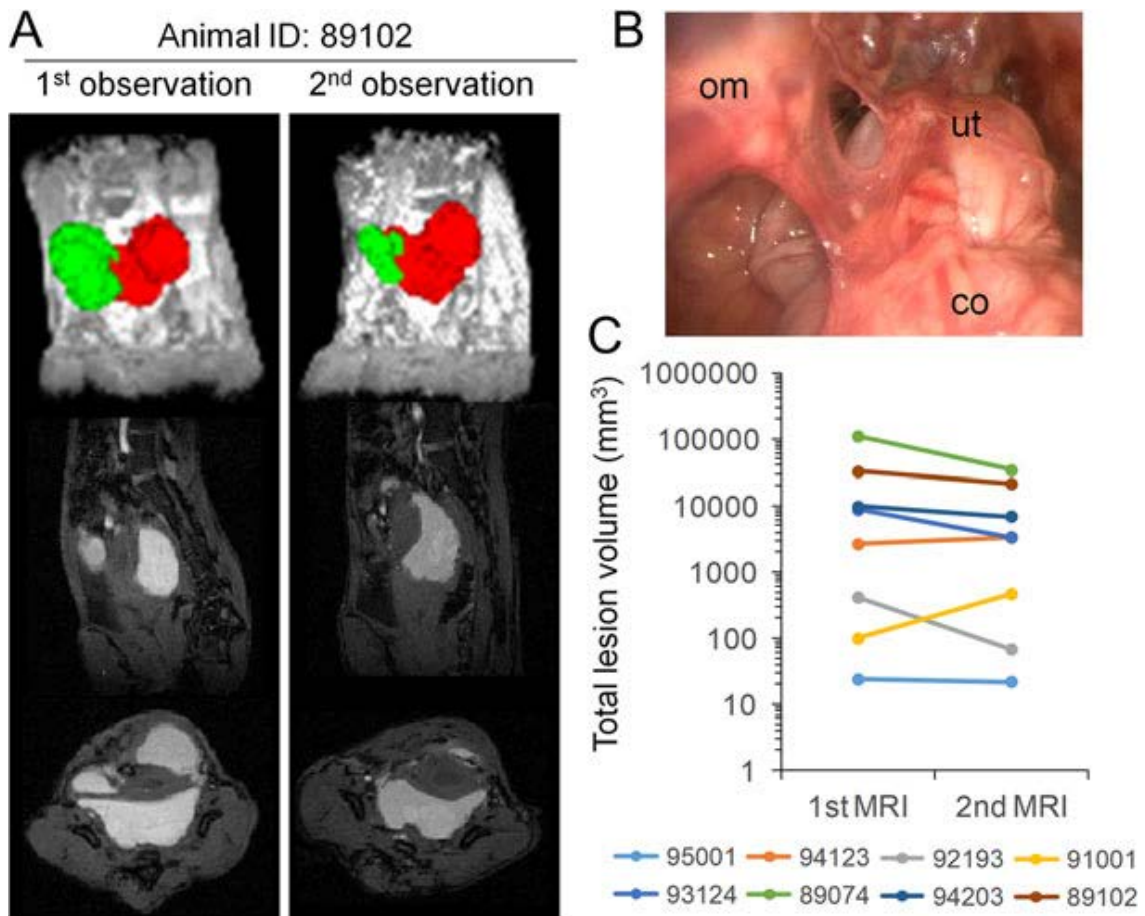 A
Animal ID: 89102
1st observation
2nd observation
B
om
ut
co
C
Total lesion volume (mm3)
1000000
100000
10000
1000
100
10
1
1st MRI
2nd MRI
95001
94123
92193
91001
93124
89074
94203
89102